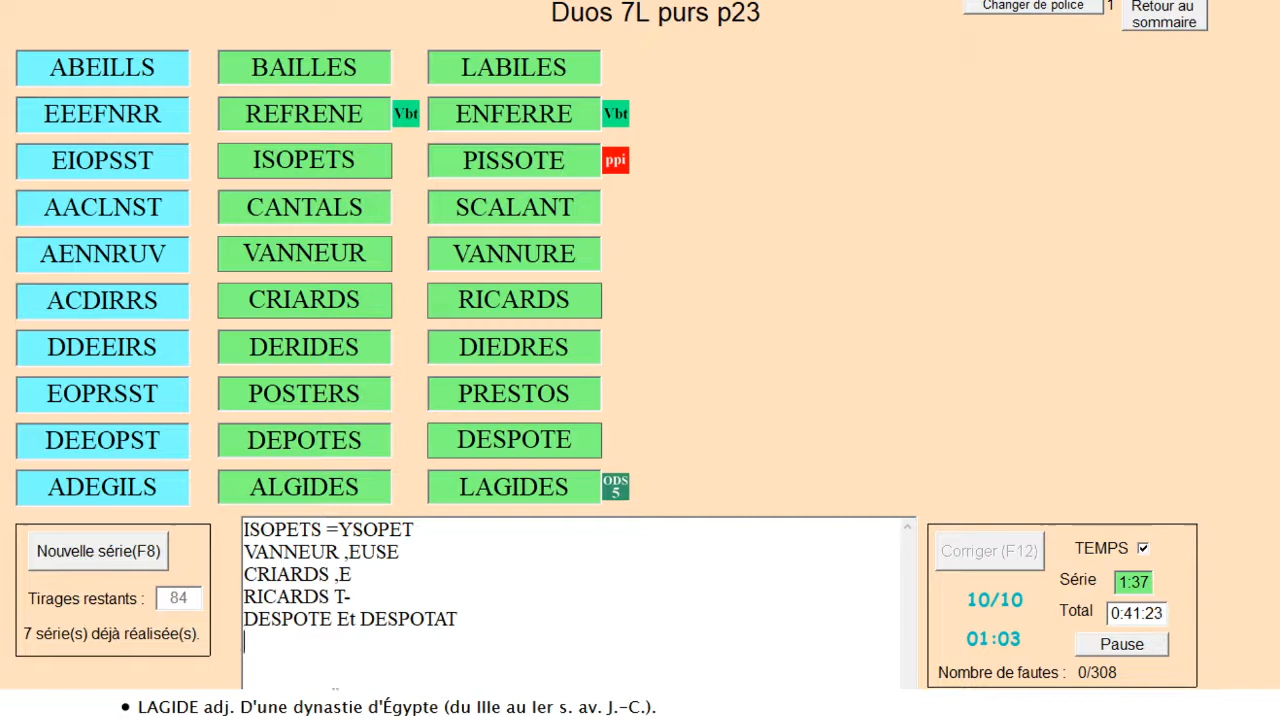 Duos 7L purs p23
Changer de police 1 Retour au sommaire
ABEILLS BAILLES LABILES
EEEFNRR REFRENE Vbt ENFERRE Vbt
EIOPSST ISOPETS PISSOTE ppi
AACLNST CANTALS SCALANT
AENNRUV VANNEUR VANNURE
ACDIRRS CRIARDS RICARDS
DDEEIRS DERIDES DIEDRES
EOPRSST POSTERS PRESTOS
DEEOPST DEPOTES DESPOTE
ADEGILS ALGIDES LAGIDES ODS 5
Nouvelle série(F8)
Tirages restants : 84
7 série(s) déjà réalisée(s).
ISOPETS =YSOPET
VANNEUR ,EUSE
CRIARDS ,E
RICARDS T-
DESPOTE Et DESPOTAT
Corriger (F12) TEMPS
Série 1:37
10/10 Total 0:41:23
01:03 Pause
Nombre de fautes : 0/308
• LAGIDE adj. D'une dynastie d'Égypte (du IIIe au Ier s. av. J.-C.).